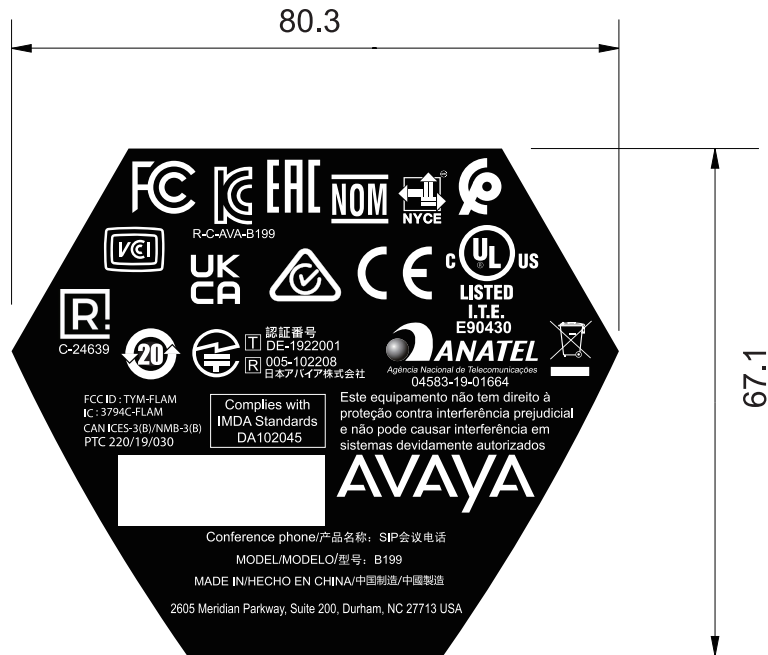 80.3
67.1
FC
EAC
NOM
NYCE
R-C-AVA-B199
VCI
UK
CA
CE
C UL US
LISTED
I.T.E.
E90430
R!
C-24639
20
認証番号
T DE-1922001
R 005-102208
日本アバイア株式会社
ANATEL
Agência Nacional de Telecomunicações
04583-19-01664
FCC ID : TYM-FLAM
IC : 3794C-FLAM
CAN ICES-3(B)/NMB-3(B)
PTC 220/19/030
Complies with
IMDA Standards
DA102045
Este equipamento não tem direito à
proteção contra interferência prejudicial
e não pode causar interferência em
sistemas devidamente autorizados
AVAYA
Conference phone/产品名称: SIP会议电话
MODEL/MODELO/型号: B199
MADE IN/HECHO EN CHINA/中国制造/中國製造
2605 Meridian Parkway, Suite 200, Durham, NC 27713 USA